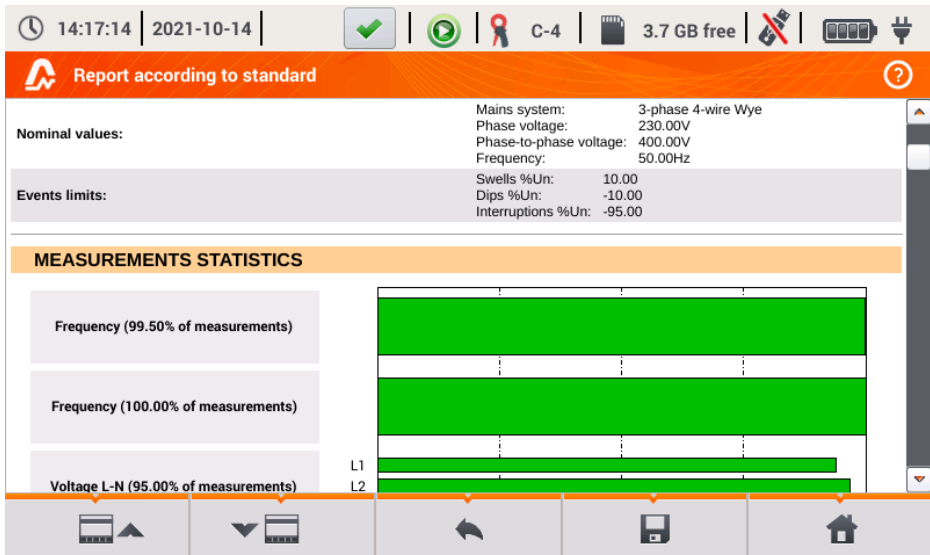 14:17:14 2021-10-14 C-4 3.7 GB free
Report according to standard ?
Nominal values:
Mains system: 3-phase 4-wire Wye
Phase voltage: 230.00V
Phase-to-phase voltage: 400.00V
Frequency: 50.00Hz
Events limits:
Swells %Un: 10.00
Dips %Un: -10.00
Interruptions %Un: -95.00
MEASUREMENTS STATISTICS
Frequency (99.50% of measurements)
Frequency (100.00% of measurements)
L1
Voltage L-N (95.00% of measurements) L2